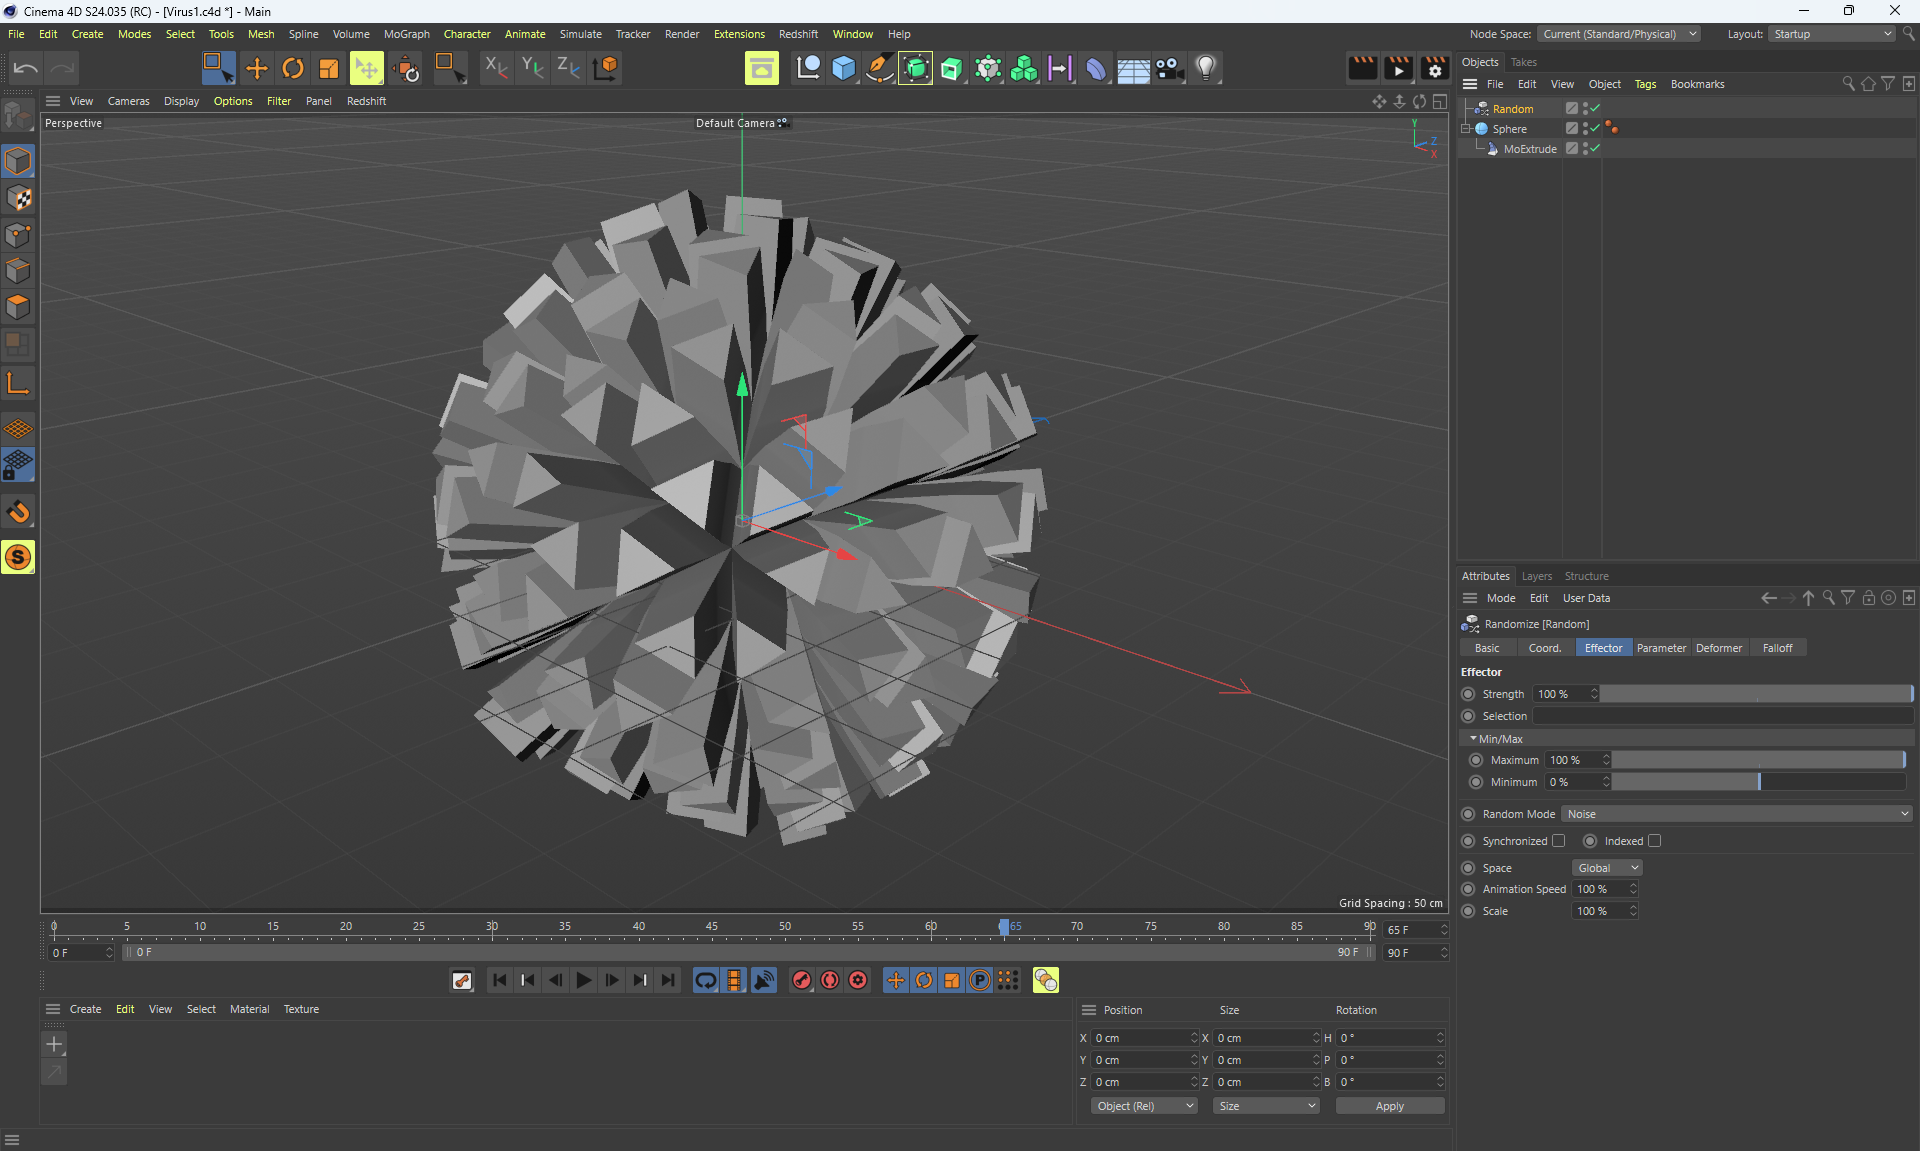 Cinema 4D S24.035 (RC) - [Virus1.c4d *] - Main
File Edit Create Modes Select Tools Mesh Spline Volume MoGraph Character Animate Simulate Tracker Render Extensions Redshift Window Help
Node Space: Current (Standard/Physical) Layout: Startup
X Y Z
View Cameras Display Options Filter Panel Redshift
Perspective
Default Camera
Y
Z
X
Objects Takes
File Edit View Object Tags Bookmarks
Random
Sphere
MoExtrude
Attributes Layers Structure
Mode Edit User Data
Randomize [Random]
Basic Coord. Effector Parameter Deformer Falloff
Effector
Strength 100 %
Selection
Min/Max
Maximum 100 %
Minimum 0 %
Random Mode Noise
Synchronized Indexed
Space Global
Animation Speed 100 %
Scale 100 %
S
Grid Spacing : 50 cm
0 5 10 15 20 25 30 35 40 45 50 55 60 65 70 75 80 85 90 65 F
0 F 0 F 90 F 90 F
P
Create Edit View Select Material Texture
Position Size Rotation
X 0 cm X 0 cm H 0 °
Y 0 cm Y 0 cm P 0 °
Z 0 cm Z 0 cm B 0 °
Object (Rel) Size Apply